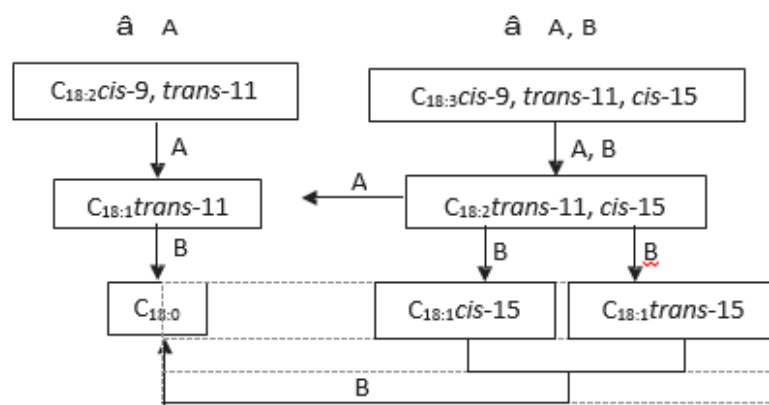 â A
â A, B
C₁₈:₂cis-9, trans-11
C₁₈:₃cis-9, trans-11, cis-15
A
A, B
C₁₈:₁trans-11
A
C₁₈:₂trans-11, cis-15
B
B
B
C₁₈:₀
C₁₈:₁cis-15
C₁₈:₁trans-15
B